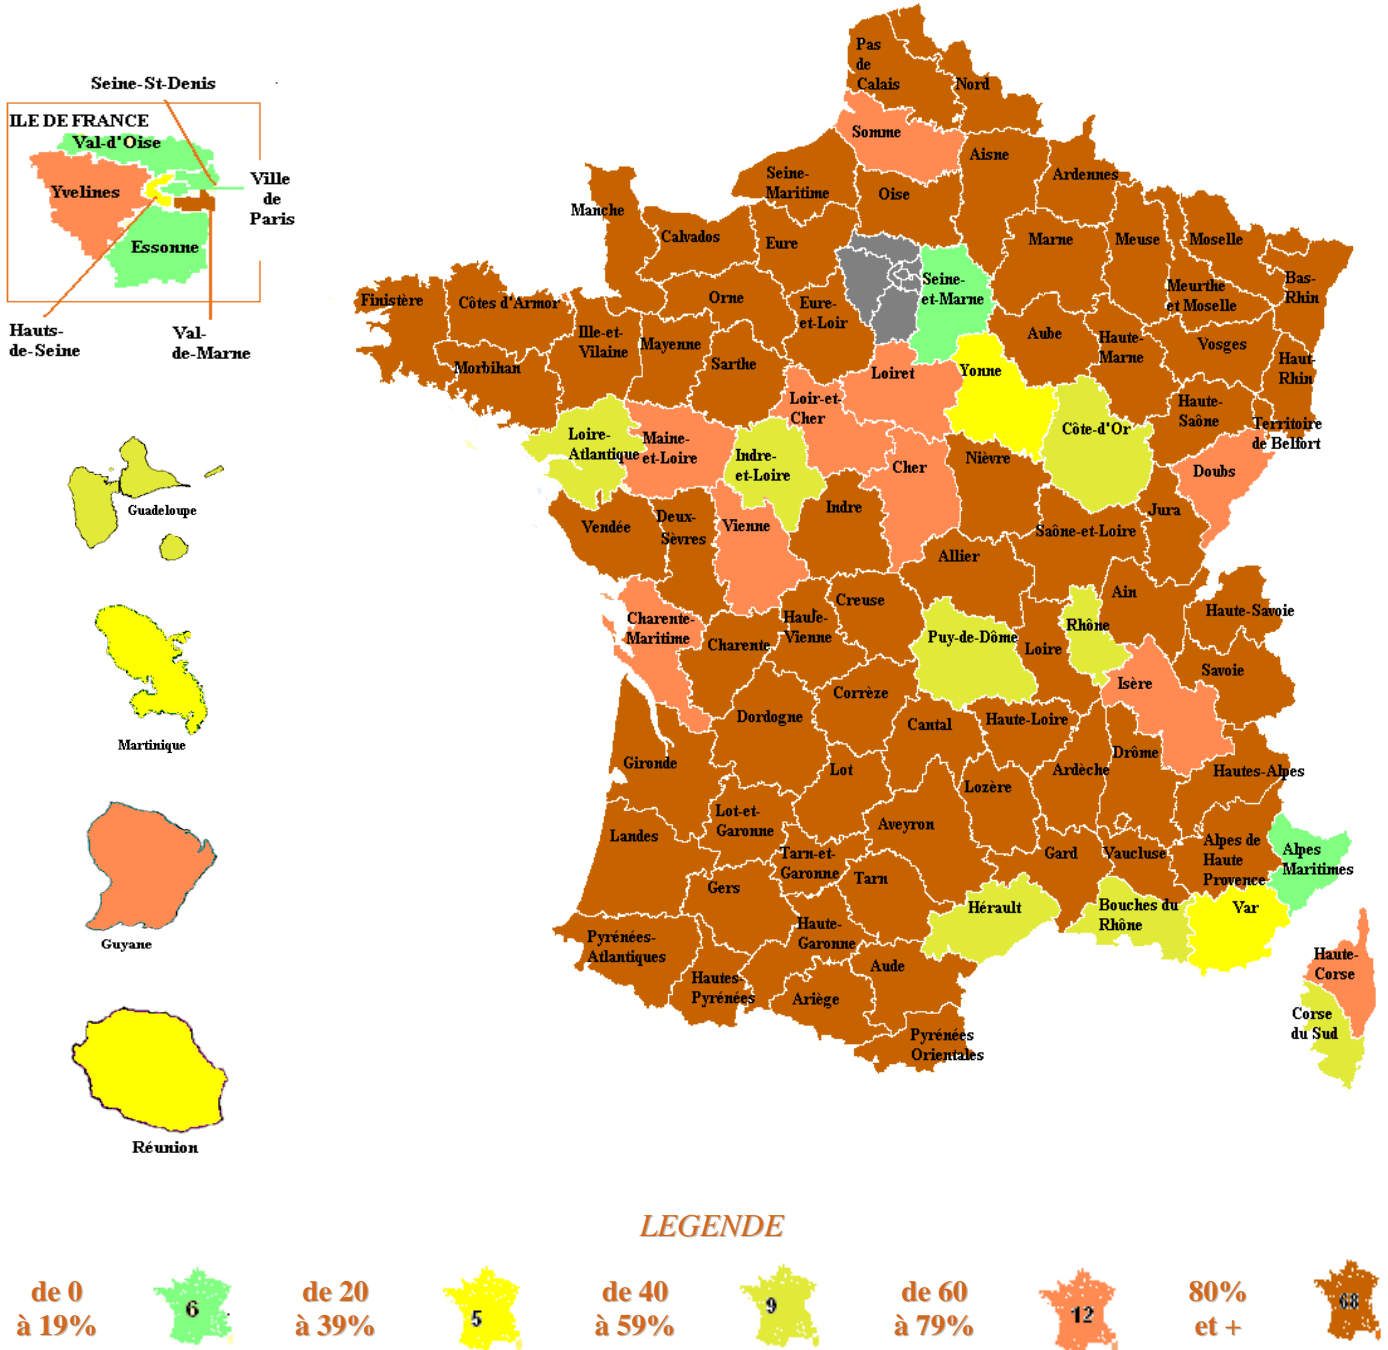 Seine-St-Denis
ILE DE FRANCE
Val-d'Oise
Yvelines
Ville
de
Paris
Essonne
Hauts-
de-Seine
Val-
de-Marne
Guadeloupe
Martinique
Guyane
Réunion
Pas
de
Calais
Nord
Somme
Aisne
Ardennes
Seine-
Maritime
Oise
Manche
Calvados
Eure
Marne
Meuse
Moselle
Meurthe
et Moselle
Bas-
Rhin
Seine-
et-Marne
Finistère
Côtes d'Armor
Orne
Eure-
et-Loir
Ille-et-
Vilaine
Mayenne
Sarthe
Morbihan
Aube
Haute-
Marne
Vosges
Haut-
Rhin
Loiret
Yonne
Loir-et-
Cher
Côte-d'Or
Haute-
Saône
Territoire
de Belfort
Loire-
Atlantique
Maine-
et-Loire
Indre-
et-Loire
Cher
Nièvre
Doubs
Vendée
Deux-
Sèvres
Vienne
Indre
Saône-et-Loire
Jura
Allier
Ain
Haute-Savoie
Charente-
Maritime
Charente
Haute-
Vienne
Creuse
Puy-de-Dôme
Loire
Rhône
Isère
Savoie
Corrèze
Dordogne
Cantal
Haute-Loire
Gironde
Lot
Lozère
Ardèche
Drôme
Hautes-Alpes
Landes
Lot-et-
Garonne
Aveyron
Tarn-et-
Garonne
Tarn
Gard
Vaucluse
Alpes de
Haute
Provence
Alpes
Maritimes
Gers
Hérault
Bouches du
Rhône
Var
Haute-
Garonne
Pyrénées-
Atlantiques
Hautes-
Pyrénées
Ariège
Aude
Pyrénées
Orientales
Haute-
Corse
Corse
du Sud
LEGENDE
de 0
à 19%
6
de 20
à 39%
5
de 40
à 59%
9
de 60
à 79%
12
80%
et +
68